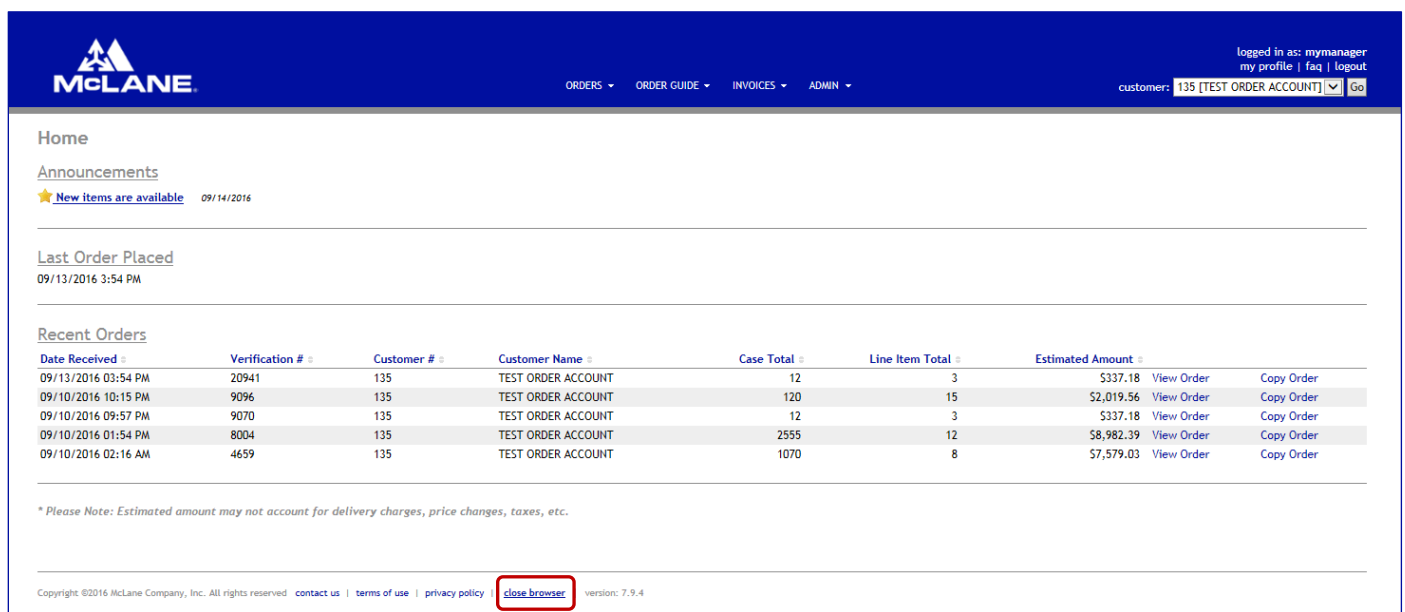 McLANE.
logged in as: mymanager
my profile | faq | logout
ORDERS ORDER GUIDE INVOICES ADMIN
customer: 135 [TEST ORDER ACCOUNT] Go
Home
Announcements
New items are available 09/14/2016
Last Order Placed
09/13/2016 3:54 PM
Recent Orders
Date Received Verification # Customer # Customer Name Case Total Line Item Total Estimated Amount
09/13/2016 03:54 PM 20941 135 TEST ORDER ACCOUNT 12 3 $337.18 View Order Copy Order
09/10/2016 10:15 PM 9096 135 TEST ORDER ACCOUNT 120 15 $2,019.56 View Order Copy Order
09/10/2016 09:57 PM 9070 135 TEST ORDER ACCOUNT 12 3 $337.18 View Order Copy Order
09/10/2016 01:54 PM 8004 135 TEST ORDER ACCOUNT 2555 12 $8,982.39 View Order Copy Order
09/10/2016 02:16 AM 4659 135 TEST ORDER ACCOUNT 1070 8 $7,579.03 View Order Copy Order
* Please Note: Estimated amount may not account for delivery charges, price changes, taxes, etc.
Copyright ©2016 McLane Company, Inc. All rights reserved contact us | terms of use | privacy policy | close browser version: 7.9.4